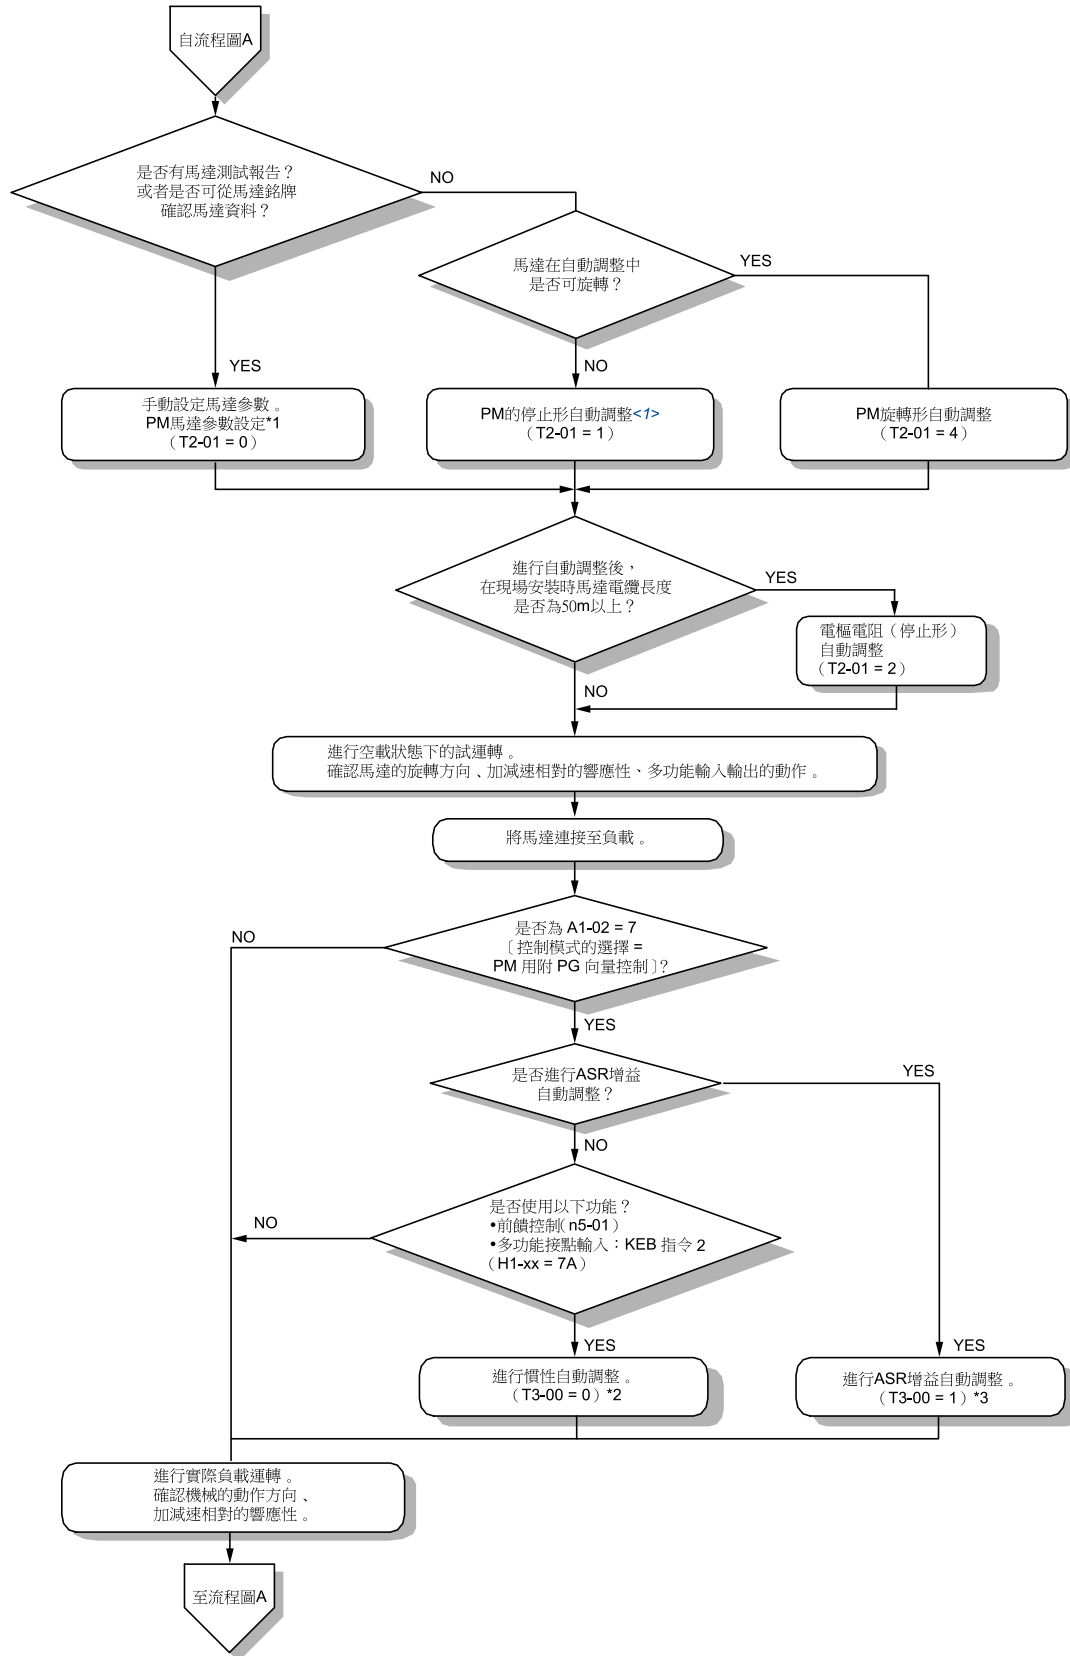 自流程圖A
是否有馬達測試報告？
或者是否可從馬達銘牌
確認馬達資料？
NO
馬達在自動調整中
是否可旋轉？
YES
YES
NO
手動設定馬達參數。
PM馬達參數設定*1
（T2-01 = 0）
PM的停止形自動調整<1>
（T2-01 = 1）
PM旋轉形自動調整
（T2-01 = 4）
進行自動調整後，
在現場安裝時馬達電纜長度
是否為50m以上？
YES
電樞電阻（停止形）
自動調整
（T2-01 = 2）
NO
進行空載狀態下的試運轉。
確認馬達的旋轉方向、加減速相對的響應性、多功能輸入輸出的動作。
將馬達連接至負載。
是否為 A1-02 = 7
〔控制模式的選擇 =
PM 用附 PG 向量控制〕?
NO
YES
是否進行ASR增益
自動調整？
YES
NO
是否使用以下功能？
•前饋控制(n5-01）
•多功能接點輸入：KEB 指令 2
（H1-xx = 7A）
NO
YES
YES
進行慣性自動調整。
（T3-00 = 0）*2
進行ASR增益自動調整。
（T3-00 = 1）*3
進行實際負載運轉。
確認機械的動作方向、
加減速相對的響應性。
至流程圖A